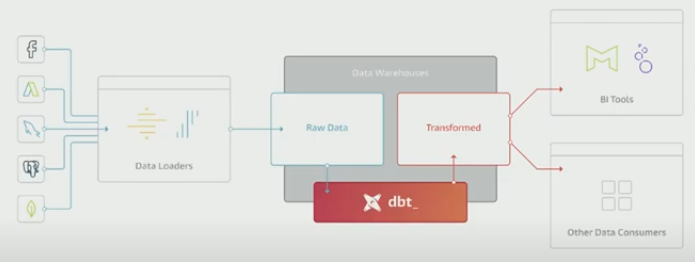 Data Warehouses
Raw Data
Transformed
Data Loaders
dbt_
BI Tools
Other Data Consumers